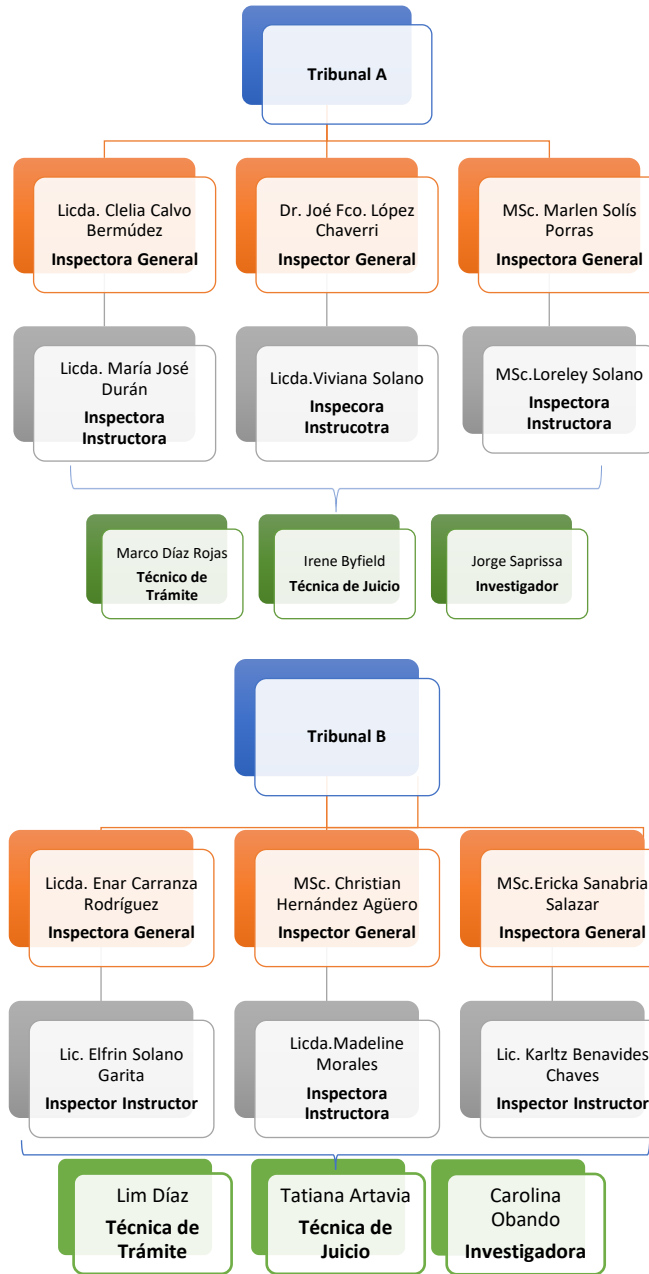 Tribunal A
Licda. Clelia Calvo
Bermúdez
Inspectora General
Dr. Joé Fco. López
Chaverri
Inspector General
MSc. Marlen Solís
Porras
Inspectora General
Licda. María José
Durán
Inspectora
Instructora
Licda.Viviana Solano
Inspecora
Instrucotra
MSc.Loreley Solano
Inspectora
Instructora
Marco Díaz Rojas
Técnico de
Trámite
Irene Byfield
Técnica de Juicio
Jorge Saprissa
Investigador
Tribunal B
Licda. Enar Carranza
Rodríguez
Inspectora General
MSc. Christian
Hernández Agüero
Inspector General
MSc.Ericka Sanabria
Salazar
Inspectora General
Lic. Elfrin Solano
Garita
Inspector Instructor
Licda.Madeline
Morales
Inspectora
Instructora
Lic. Karltz Benavides
Chaves
Inspector Instructor
Lim Díaz
Técnica de
Trámite
Tatiana Artavia
Técnica de
Juicio
Carolina
Obando
Investigadora